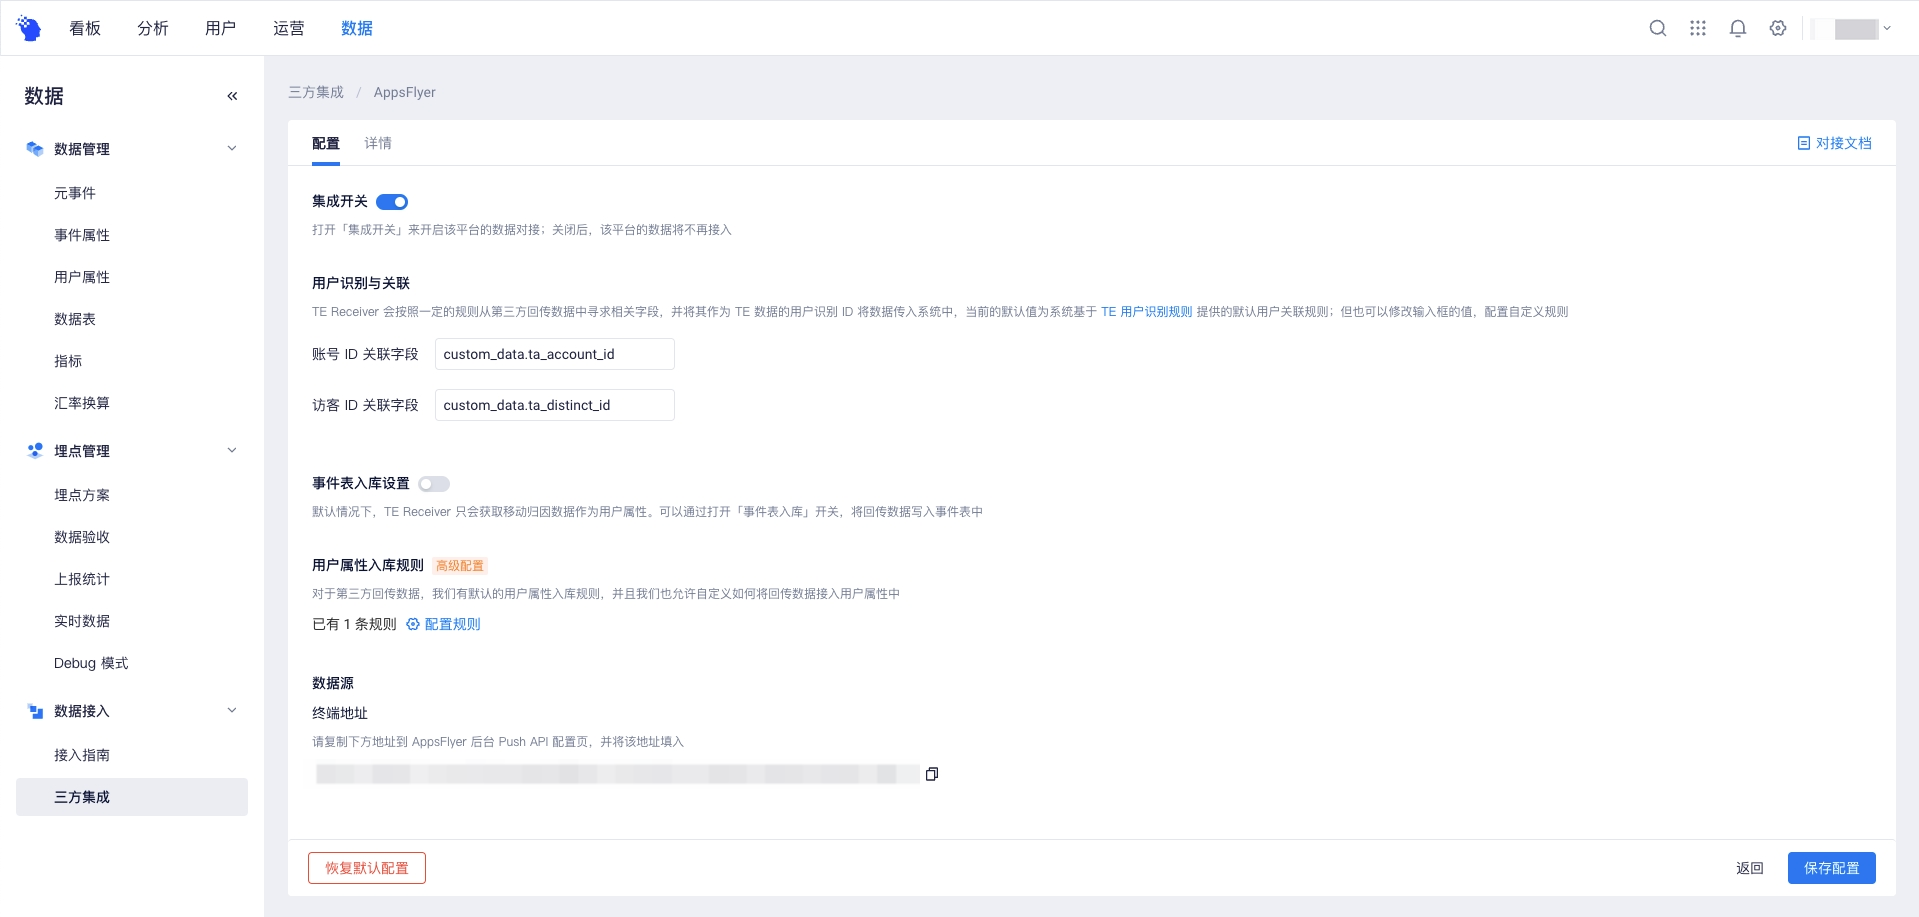 看板
分析
用户
运营
数据
数据
数据管理
元事件
事件属性
用户属性
数据表
指标
汇率换算
埋点管理
埋点方案
数据验收
上报统计
实时数据
Debug 模式
数据接入
接入指南
三方集成
三方集成 / AppsFlyer
配置
详情
对接文档
集成开关
打开「集成开关」来开启该平台的数据对接；关闭后，该平台的数据将不再接入
用户识别与关联
TE Receiver 会按照一定的规则从第三方回传数据中寻求相关字段，并将其作为 TE 数据的用户识别 ID 将数据传入系统中，当前的默认值为系统基于 TE 用户识别规则 提供的默认用户关联规则；但也可以修改输入框的值，配置自定义规则
账号 ID 关联字段 custom_data.ta_account_id
访客 ID 关联字段 custom_data.ta_distinct_id
事件表入库设置
默认情况下，TE Receiver 只会获取移动归因数据作为用户属性。可以通过打开「事件表入库」开关，将回传数据写入事件表中
用户属性入库规则 高级配置
对于第三方回传数据，我们有默认的用户属性入库规则，并且我们也允许自定义如何将回传数据接入用户属性中
已有 1 条规则 配置规则
数据源
终端地址
请复制下方地址到 AppsFlyer 后台 Push API 配置页，并将该地址填入
恢复默认配置
返回
保存配置